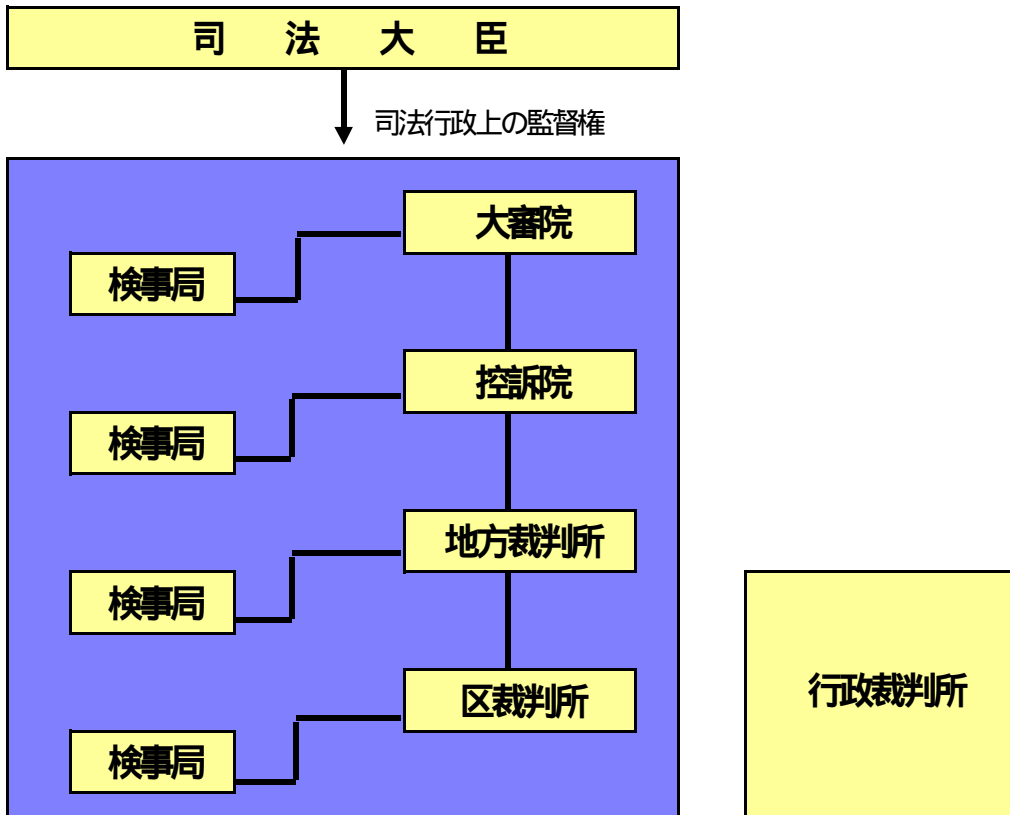 司法大臣
司法行政上の監督権
大審院
検事局
控訴院
検事局
地方裁判所
検事局
区裁判所
検事局
行政裁判所